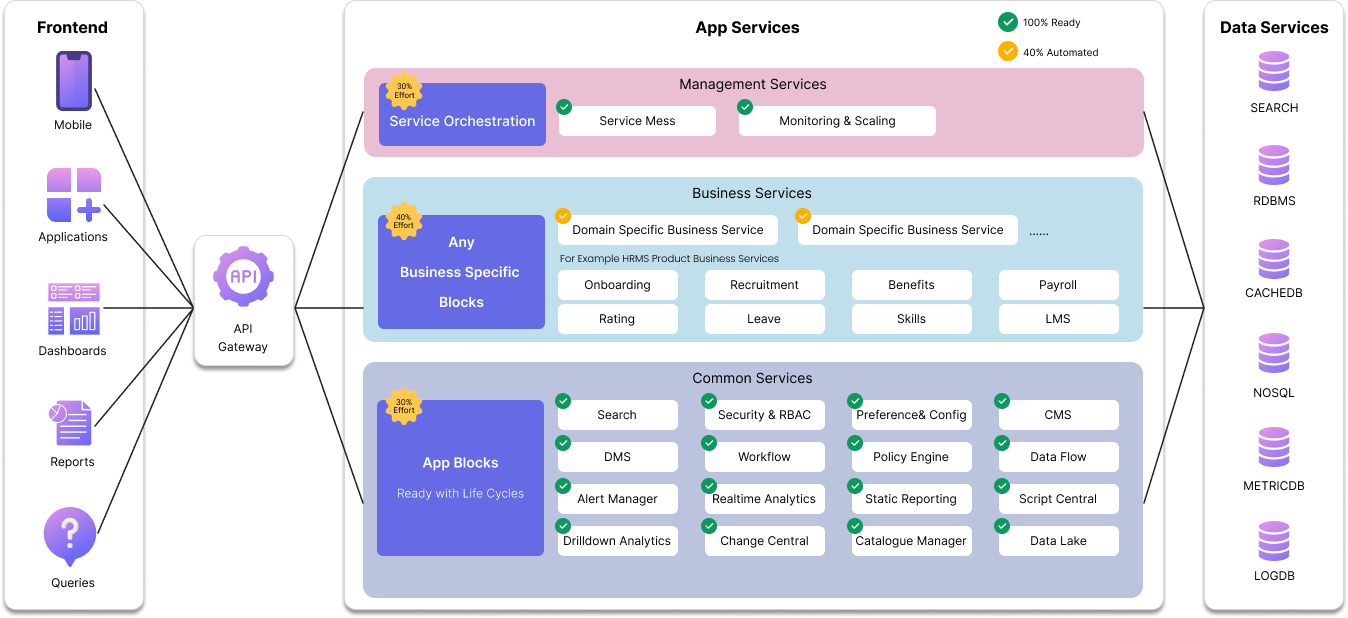 Frontend
Mobile
Applications
Dashboards
Reports
Queries
API
API
Gateway
App Services
100% Ready
40% Automated
Management Services
30%
Effort
Service Orchestration
Service Mess
Monitoring & Scaling
Business Services
40%
Effort
Any
Business Specific
Blocks
Domain Specific Business Service
Domain Specific Business Service
......
For Example HRMS Product Business Services
Onboarding
Recruitment
Benefits
Payroll
Rating
Leave
Skills
LMS
Common Services
30%
Effort
App Blocks
Ready with Life Cycles
Search
Security & RBAC
Preference& Config
CMS
DMS
Workflow
Policy Engine
Data Flow
Alert Manager
Realtime Analytics
Static Reporting
Script Central
Drilldown Analytics
Change Central
Catalogue Manager
Data Lake
Data Services
SEARCH
RDBMS
CACHEDB
NOSQL
METRICDB
LOGDB